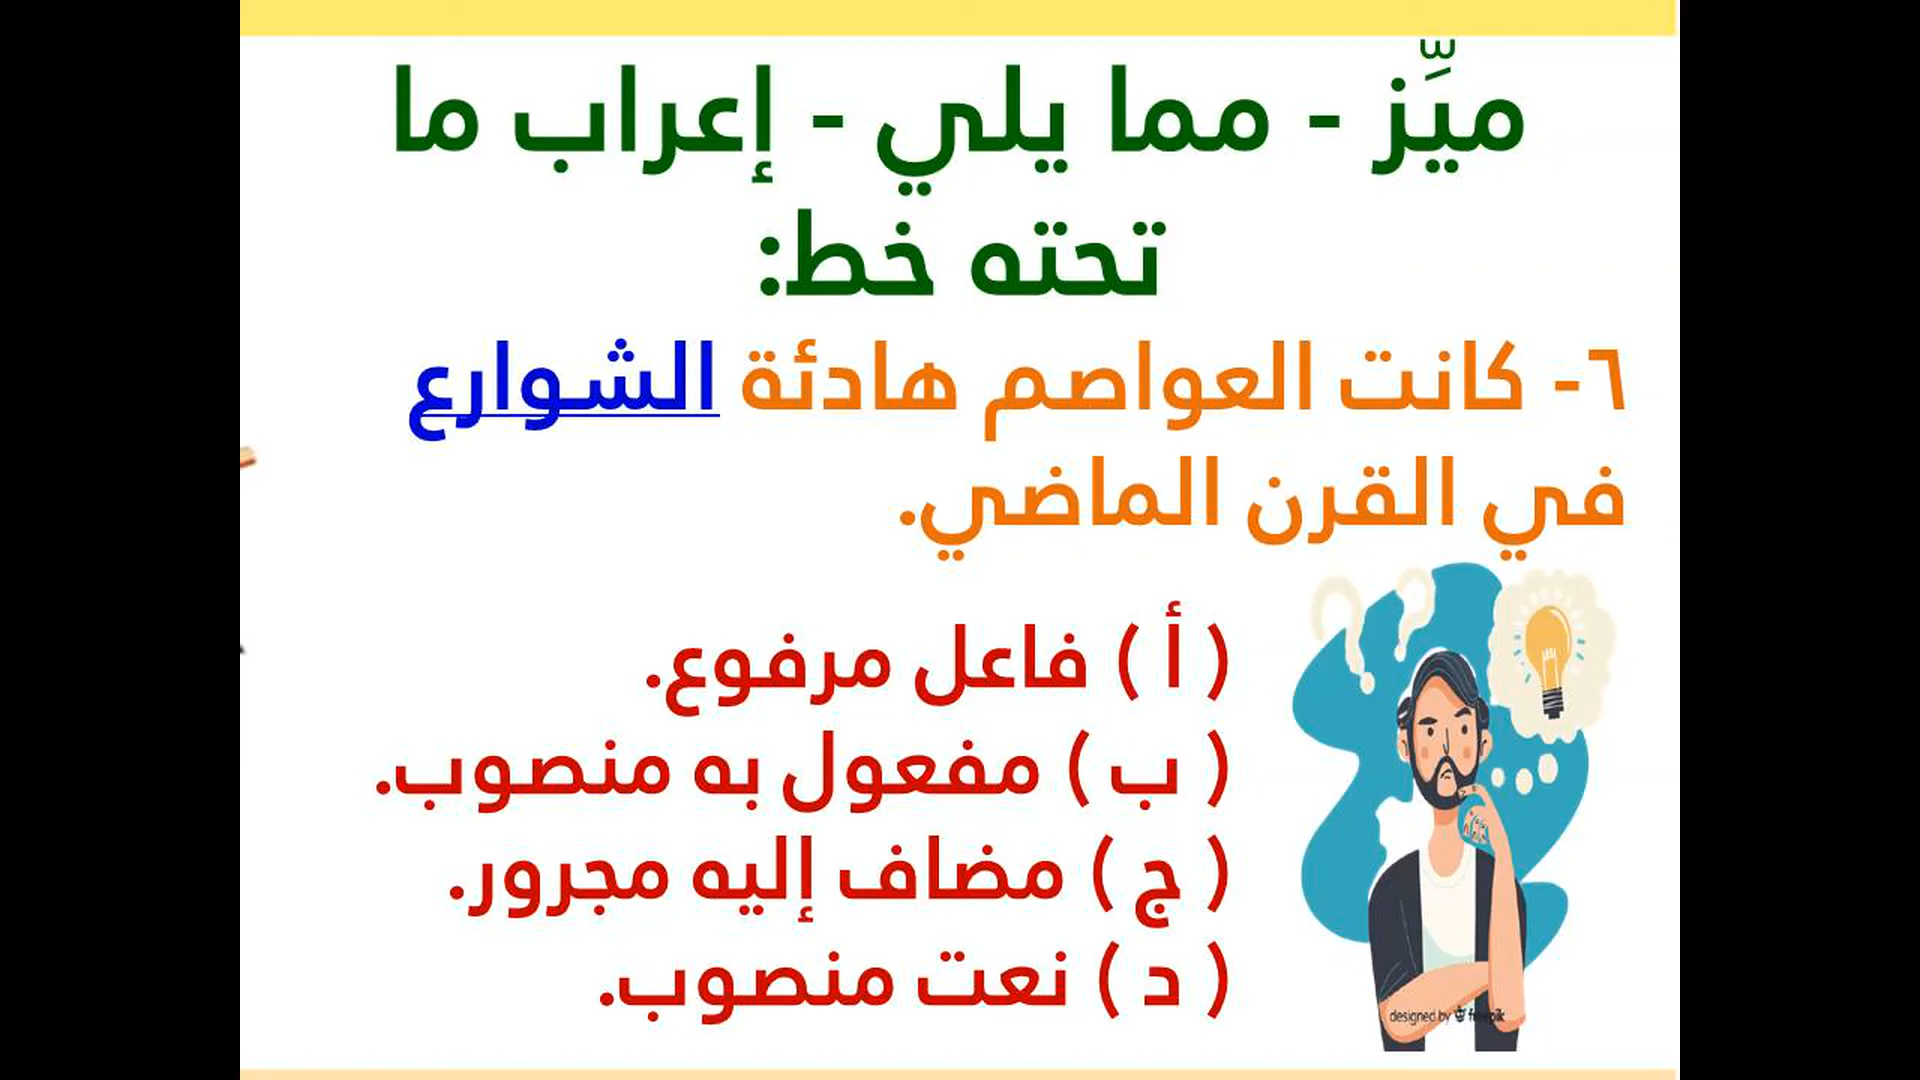 ميِّز - مما يلي - إعراب ما
تحته خط:
٦- كانت العواصم هادئة الشوارع
في القرن الماضي.
( أ ) فاعل مرفوع.
( ب ) مفعول به منصوب.
( ج ) مضاف إليه مجرور.
( د ) نعت منصوب.
designed by freepik